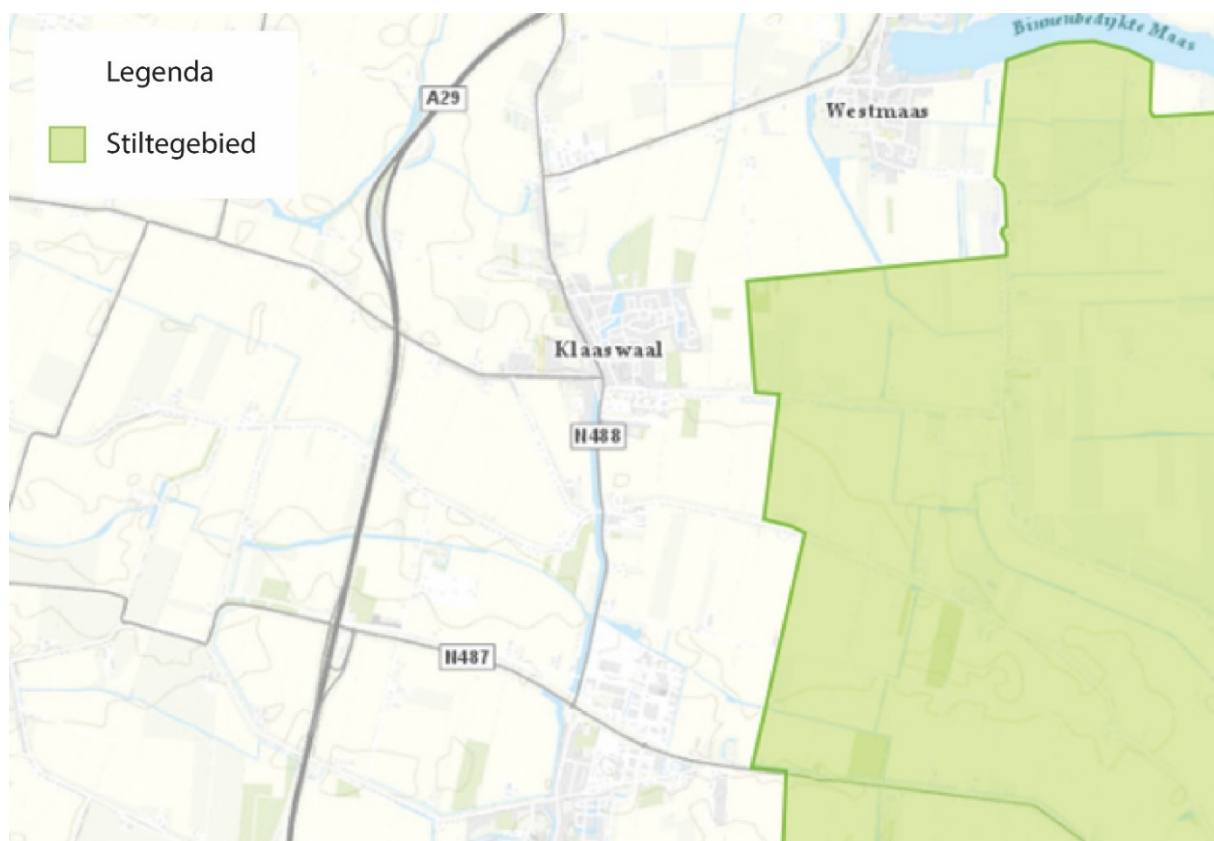 Legenda
Stiltegebied
Binnenbedijkte Maas
A29
Westmaas
Klaaswaal
N488
N487